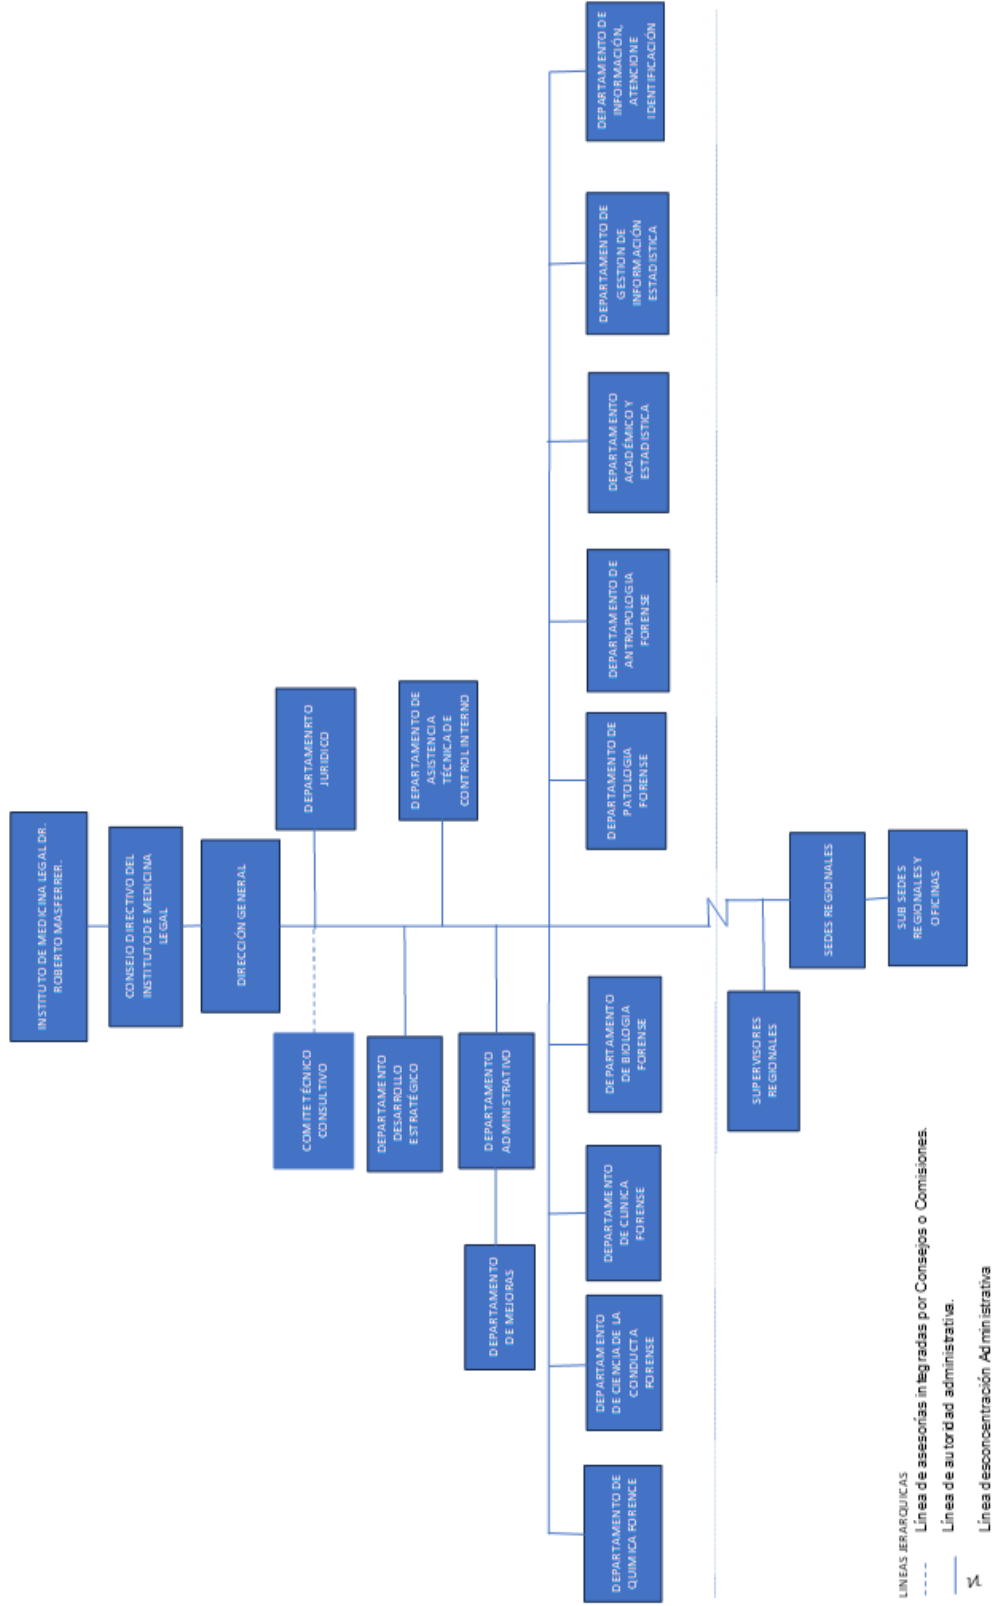 INSTITUTO DE MEDICINA LEGAL DR.
ROBERTO MASFERRER.
CONSEJO DIRECTIVO DEL
INSTITUTO DE MEDICINA
LEGAL
DIRECCIÓN GENERAL
COMITE TÉCNICO
CONSULTIVO
DEPARTAMENRTO
JURIDICO
DEPARTAMENTO
DESARROLLO
ESTRATÉGICO
DEPARTAMENTO DE
ASISTENCIA
TÉCNICA DE
CONTROL INTERNO
DEPARTAMENTO
DE MEJORAS
DEPARTAMENTO
ADMINISTRATIVO
DEPARTAMENTO DE
QUIMICA FORENCE
DEPARTAMENTO
DE CIENCIA DE LA
CONDUCTA
FORENSE
DEPARTAMENTO
DE CLINICA
FORENSE
DEPARTAMENTO
DE BIOLOGIA
FORENSE
DEPARTAMENTO DE
PATOLOGIA
FORENSE
DEPARTAMENTO DE
ANTROPOLOGIA
FORENSE
DEPARTAMENTO
ACADÉMICO Y
ESTADISTICA
DEPARTAMENTO DE
GESTION DE
INFORMACIÓN
ESTADISTICA
DEPARTAMENTO DE
INFORMACIÓN,
ATENCION E
IDENTIFICACIÓN
SUPERVISORES
REGIONALES
SEDES REGIONALES
SUB SEDES
REGIONALES Y
OFICINAS
LINEAS JERARQUICAS
Línea de asesorías integradas por Consejos o Comisiones.
Línea de autoridad administrativa.
Línea desconcentración Administrativa